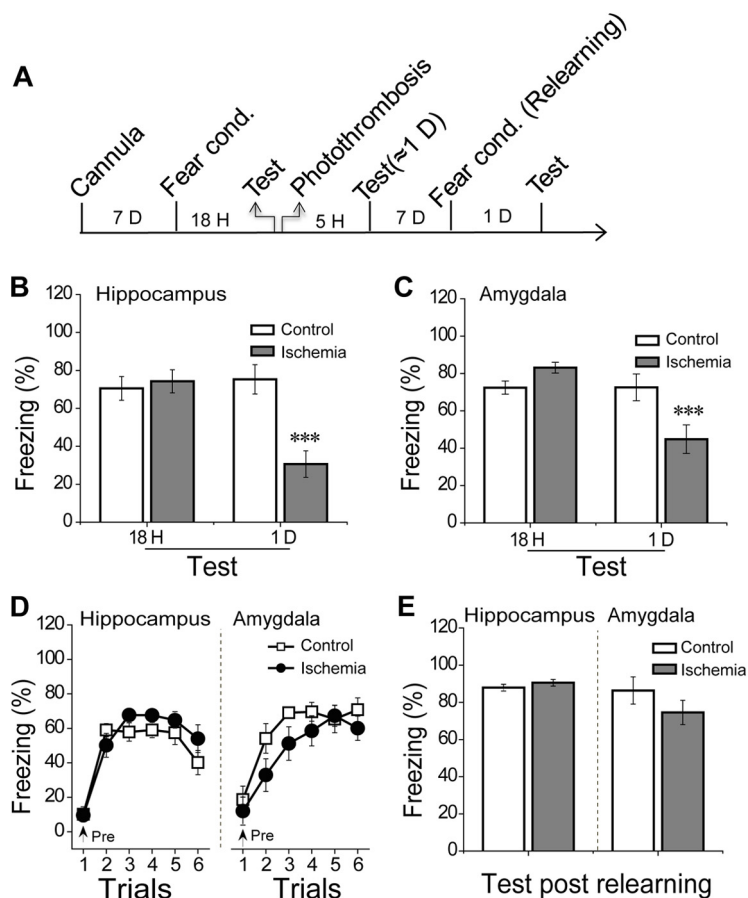 A
Cannula
Fear cond.
Test
Photothrombosis
Test(≈1 D)
Fear cond. (Relearning)
Test
7 D
18 H
5 H
7 D
1 D
B
Hippocampus
Control
Ischemia
Freezing (%)
120
100
80
60
40
20
0
***
18 H
1 D
Test
C
Amygdala
Control
Ischemia
Freezing (%)
120
100
80
60
40
20
0
***
18 H
1 D
Test
D
Hippocampus
Amygdala
Control
Ischemia
Freezing (%)
120
100
80
60
40
20
0
Pre
Pre
1 2 3 4 5 6
1 2 3 4 5 6
Trials
Trials
E
Hippocampus
Amygdala
Control
Ischemia
Freezing (%)
120
100
80
60
40
20
0
Test post relearning